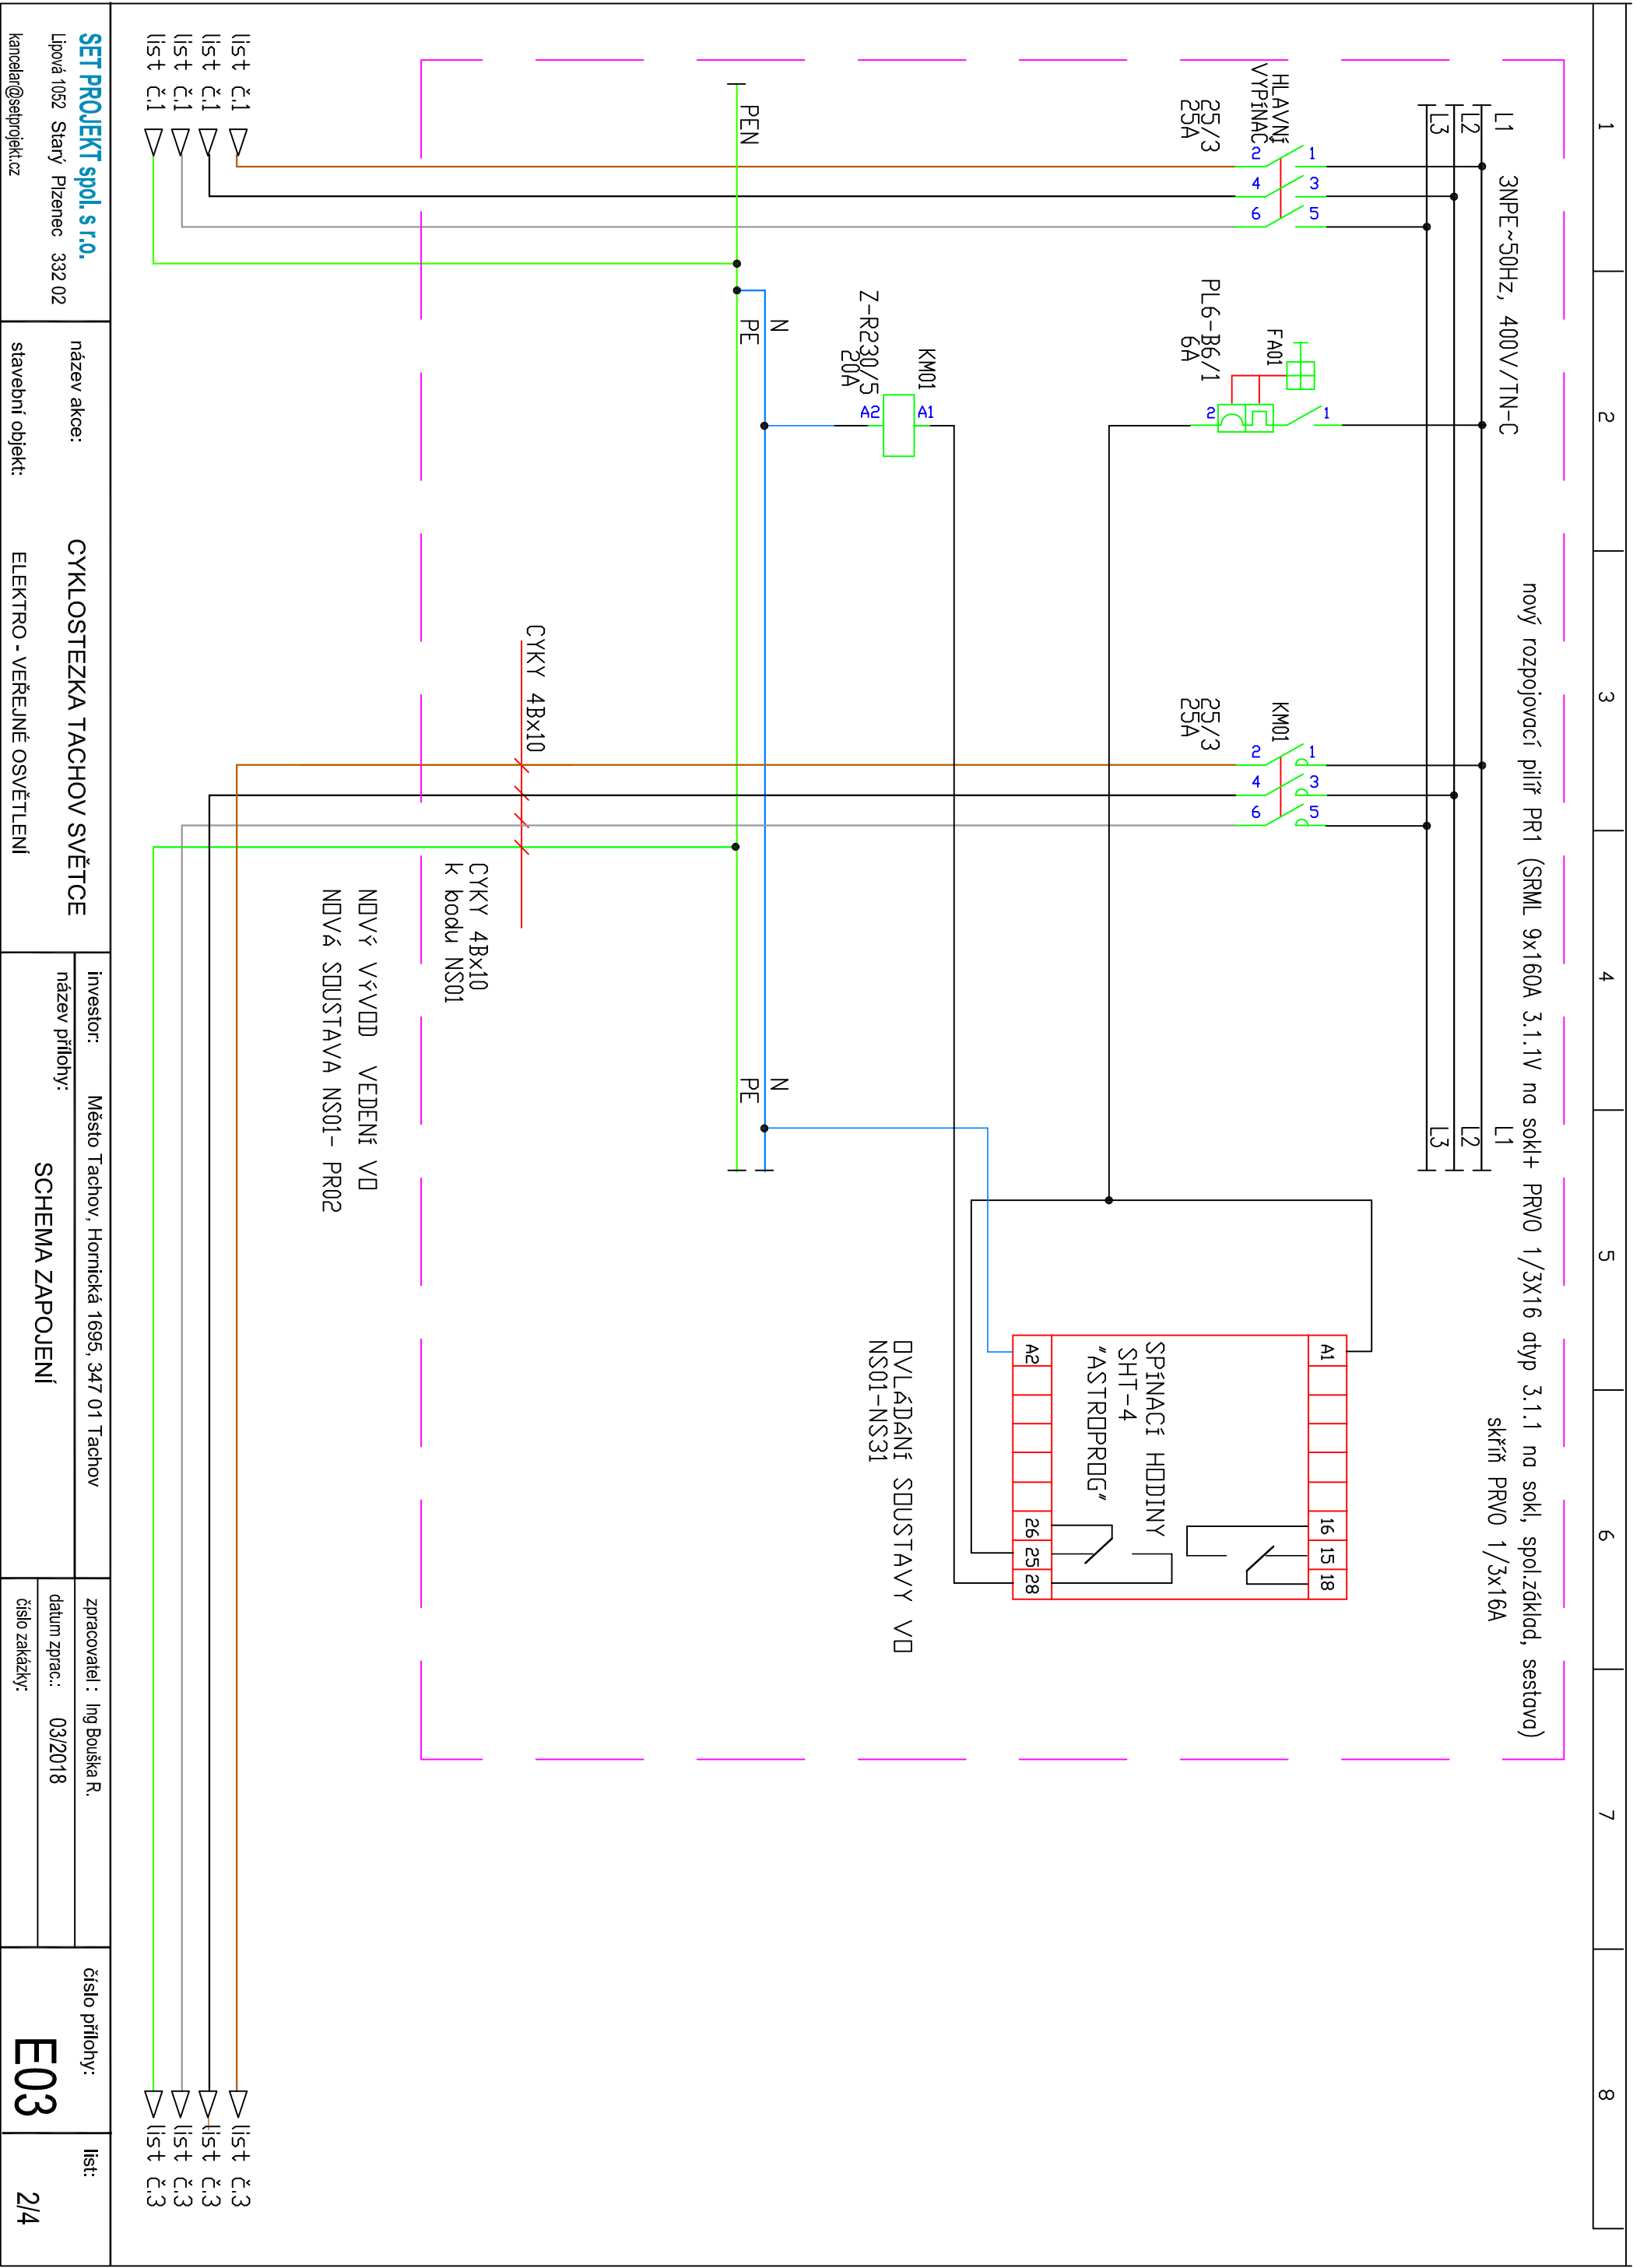 1
2
3
4
5
6
7
8
nový rozpojovací pilíř PR1 (SRML 9x160A 3.1.1V na sokl+ PRVO 1/3X16 atyp 3.1.1 na sokl, spol.základ, sestava)
skříň PRVO 1/3x16A
3NPE~50Hz, 400V/TN-C
L1
L2
L3
L1
L2
L3
HLAVNÍ
VYPÍNAČ
25/3
25A
1
3
5
2
4
6
FA01
PL6-B6/1
6A
1
2
KM01
25/3
25A
1
3
5
2
4
6
A1
16
15
18
SPÍNACÍ HODINY
SHT-4
"ASTROPROG"
A2
26
25
28
KM01
Z-R230/5
20A
A1
A2
OVLÁDÁNÍ SOUSTAVY VO
NS01-NS31
PEN
N
PE
N
PE
CYKY 4Bx10
CYKY 4Bx10
k bodu NS01
NOVÝ VÝVOD VEDENÍ VO
NOVÁ SOUSTAVA NS01- PR02
list č.1
list č.1
list č.1
list č.1
list č.3
list č.3
list č.3
list č.3
SET PROJEKT spol. s r.o.
Lipová 1052 Starý Plzenec 332 02
kancelar@setprojekt.cz
název akce:
CYKLOSTEZKA TACHOV SVĚTCE
stavební objekt:
ELEKTRO - VEŘEJNÉ OSVĚTLENÍ
investor: Město Tachov, Hornická 1695, 347 01 Tachov
název přílohy:
SCHEMA ZAPOJENÍ
zpracovatel : Ing Bouška R.
datum zprac.: 03/2018
číslo zakázky:
číslo přílohy:
E03
list:
2/4